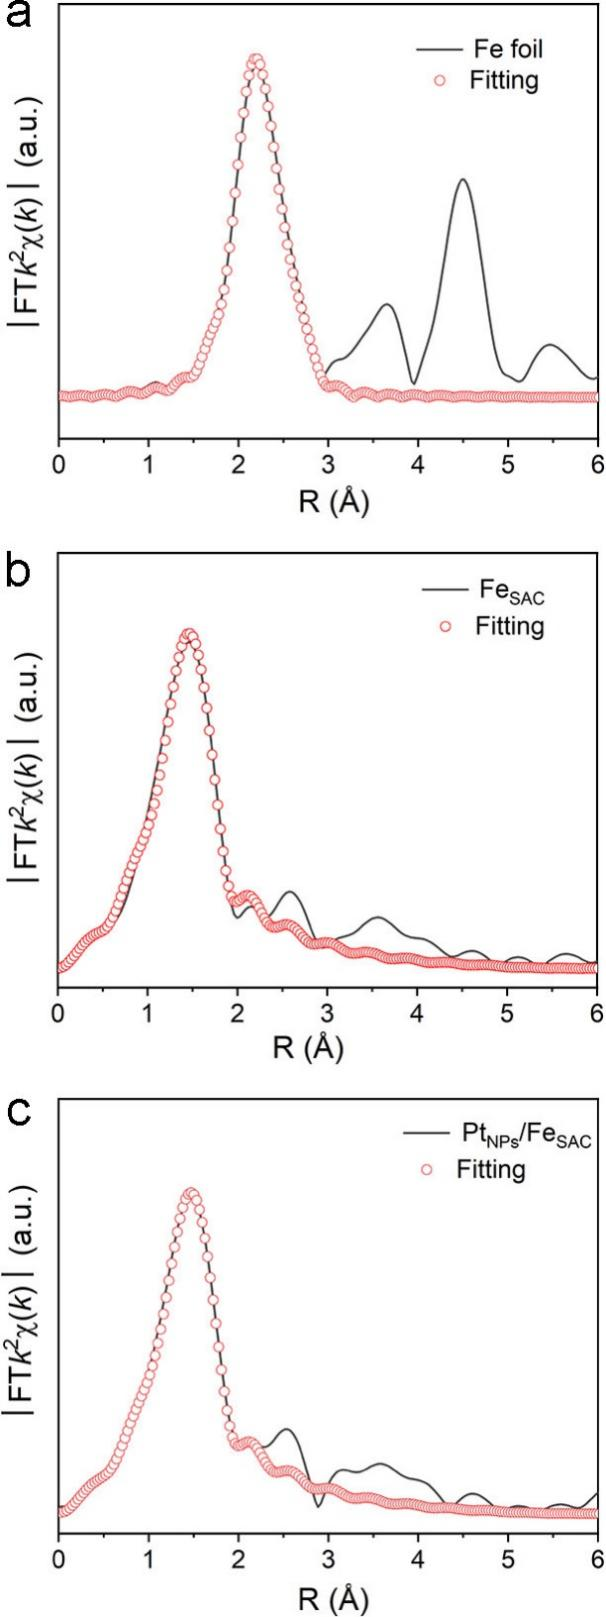 a
Fe foil
Fitting
|FTk²χ(k)| (a.u.)
0 1 2 3 4 5 6
R (Å)
b
Fe_SAC
Fitting
|FTk²χ(k)| (a.u.)
0 1 2 3 4 5 6
R (Å)
c
Pt_NPs/Fe_SAC
Fitting
|FTk²χ(k)| (a.u.)
0 1 2 3 4 5 6
R (Å)